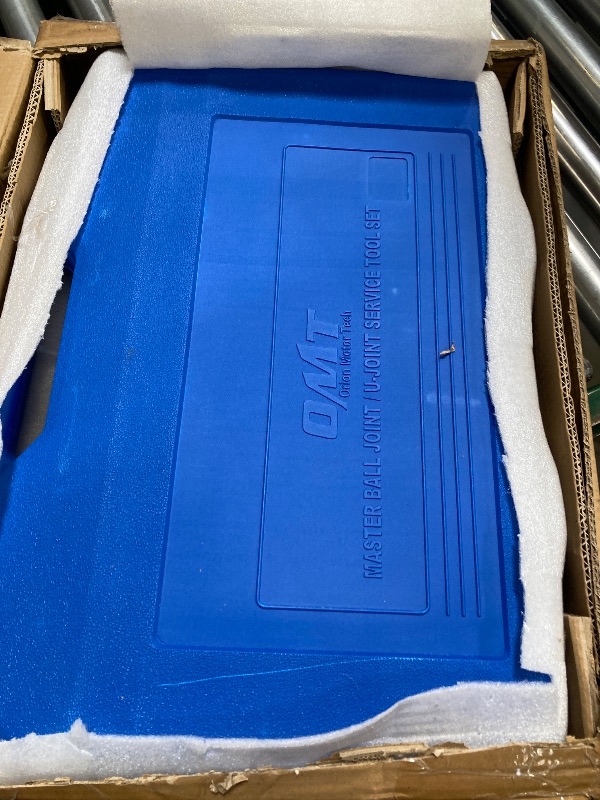 OMT
Orion Motor Tech
MASTER BALL JOINT / U-JOINT SERVICE TOOL SET